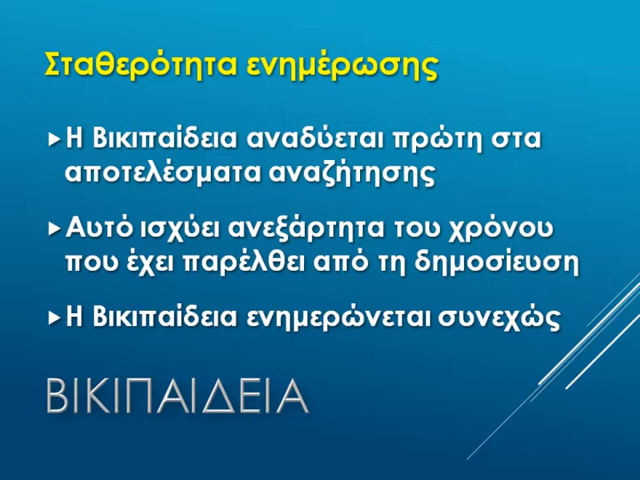 Σταθερότητα ενημέρωσης
Η Βικιπαίδεια αναδύεται πρώτη στα
αποτελέσματα αναζήτησης
Αυτό ισχύει ανεξάρτητα του χρόνου
που έχει παρέλθει από τη δημοσίευση
Η Βικιπαίδεια ενημερώνεται συνεχώς
ΒΙΚΙΠΑΙΔΕΙΑ